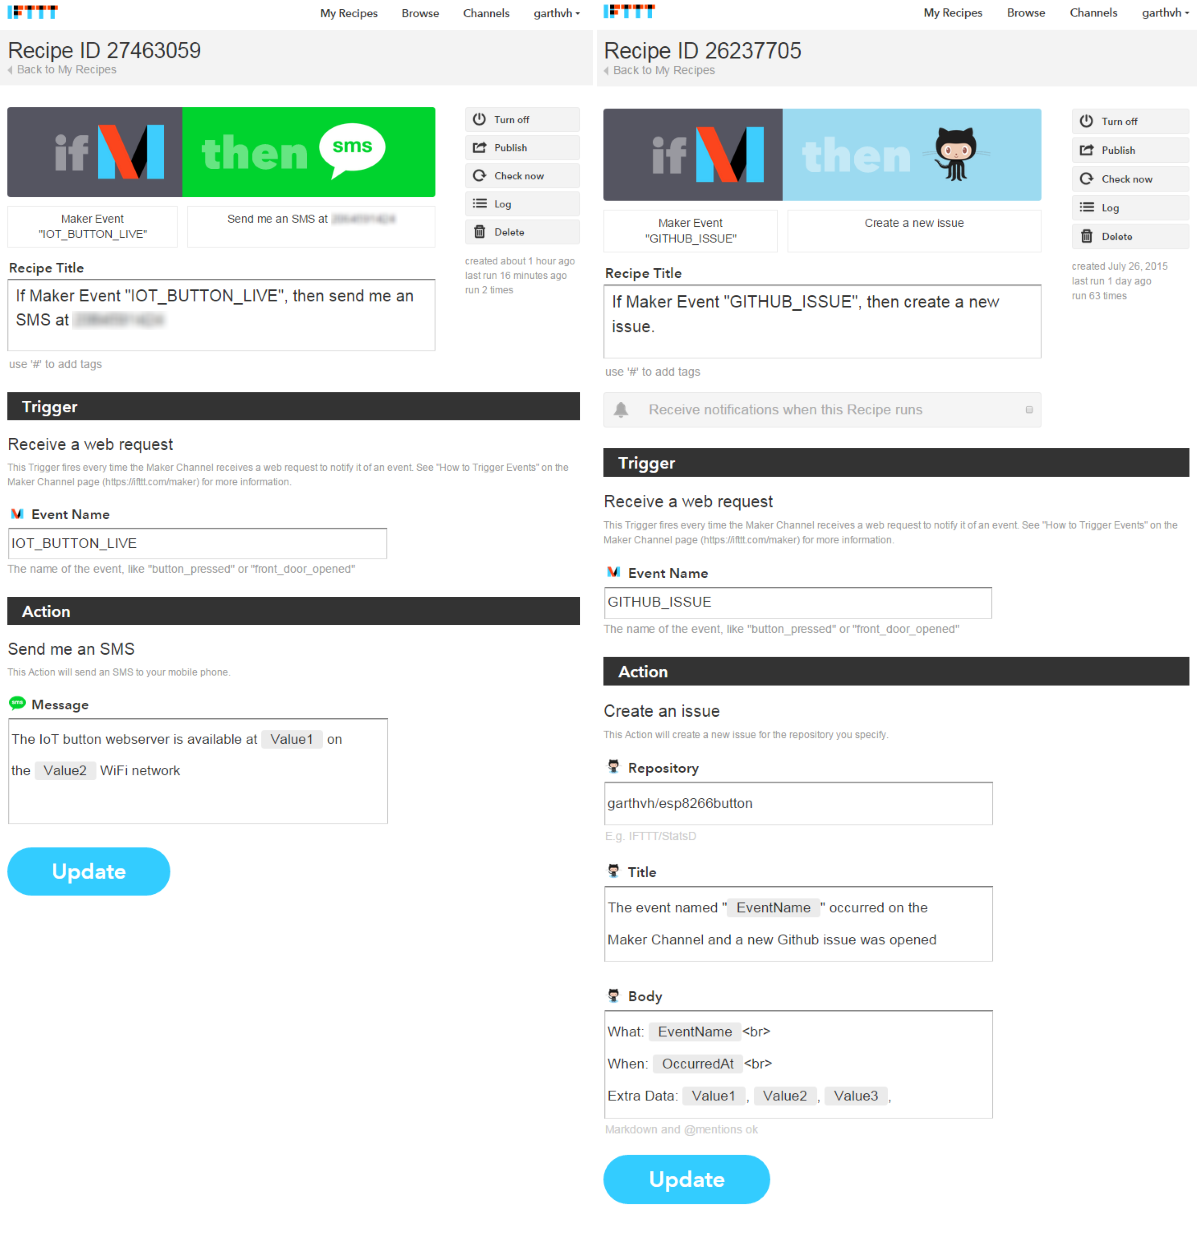 IFTTT
My Recipes Browse Channels garthvh
Recipe ID 27463059
Back to My Recipes
if then sms
Turn off
Publish
Check now
Log
Delete
Maker Event
"IOT_BUTTON_LIVE"
Send me an SMS at
created about 1 hour ago
last run 16 minutes ago
run 2 times
Recipe Title
If Maker Event "IOT_BUTTON_LIVE", then send me an
SMS at
use '#' to add tags
Trigger
Receive a web request
This Trigger fires every time the Maker Channel receives a web request to notify it of an event. See "How to Trigger Events" on the
Maker Channel page (https://ifttt.com/maker) for more information.
Event Name
IOT_BUTTON_LIVE
The name of the event, like "button_pressed" or "front_door_opened"
Action
Send me an SMS
This Action will send an SMS to your mobile phone.
sms Message
The IoT button webserver is available at Value1 on
the Value2 WiFi network
Update
IFTTT
My Recipes Browse Channels garthvh
Recipe ID 26237705
Back to My Recipes
if then
Turn off
Publish
Check now
Log
Delete
Maker Event
"GITHUB_ISSUE"
Create a new issue
created July 26, 2015
last run 1 day ago
run 63 times
Recipe Title
If Maker Event "GITHUB_ISSUE", then create a new
issue.
use '#' to add tags
Receive notifications when this Recipe runs
Trigger
Receive a web request
This Trigger fires every time the Maker Channel receives a web request to notify it of an event. See "How to Trigger Events" on the
Maker Channel page (https://ifttt.com/maker) for more information.
Event Name
GITHUB_ISSUE
The name of the event, like "button_pressed" or "front_door_opened"
Action
Create an issue
This Action will create a new issue for the repository you specify.
Repository
garthvh/esp8266button
E.g. IFTTT/StatsD
Title
The event named " EventName " occurred on the
Maker Channel and a new Github issue was opened
Body
What: EventName <br>
When: OccurredAt <br>
Extra Data: Value1 , Value2 , Value3 ,
Markdown and @mentions ok
Update